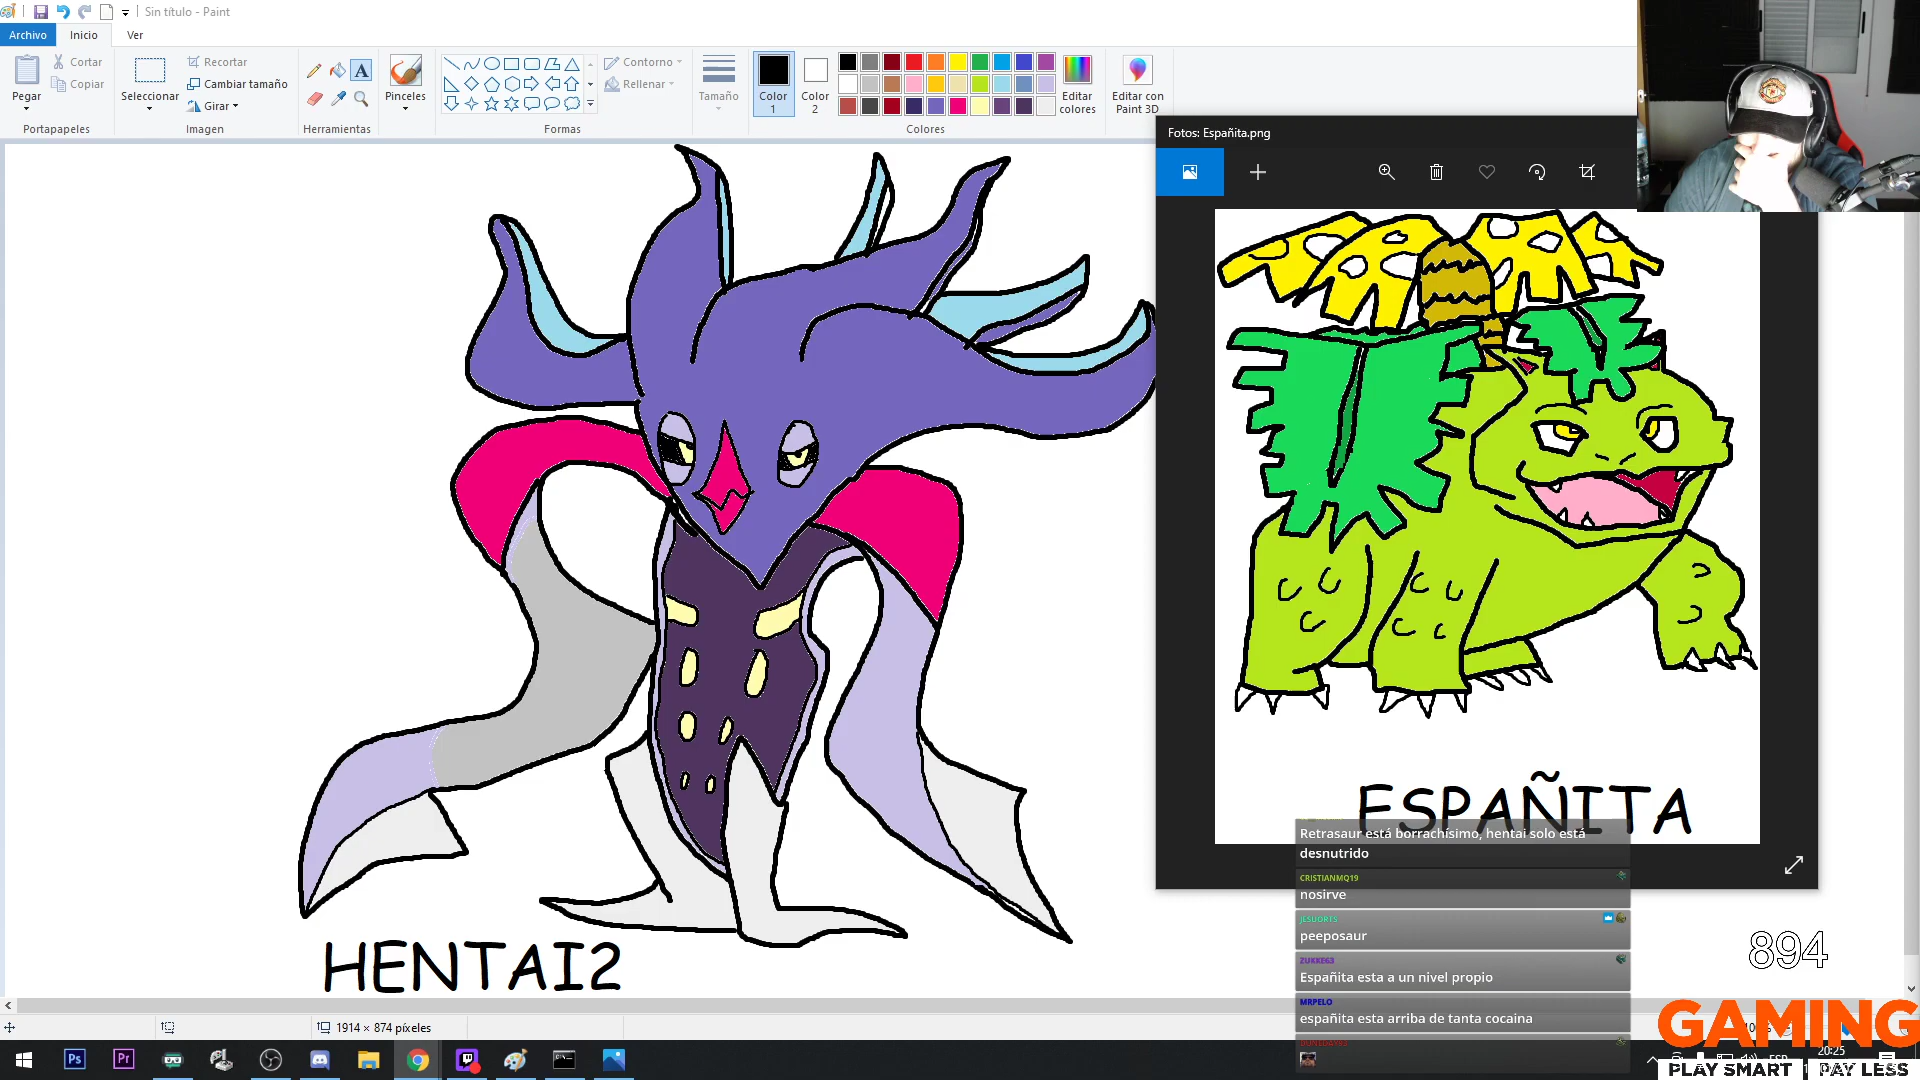 Sin título - Paint
Archivo
Inicio
Ver
Pegar
Cortar
Copiar
Portapapeles
Seleccionar
Recortar
Cambiar tamaño
Girar
Imagen
A
Herramientas
Pinceles
Contorno
Rellenar
Formas
Tamaño
Color
1
Color
2
Editar
colores
Colores
Editar con
Paint 3D
Fotos: Españita.png
ESPAÑITA
HENTAI2
Retrasaur está borrachísimo, hentai solo está
desnutrido
CRISTIANMQ19
nosirve
peeposaur
ZUKKE63
Españita esta a un nivel propio
MRPELO
españita esta arriba de tanta cocaina
894
1914 × 874 píxeles
GAMING
PLAY SMART | PAY LESS
Ps
Pr
20:25